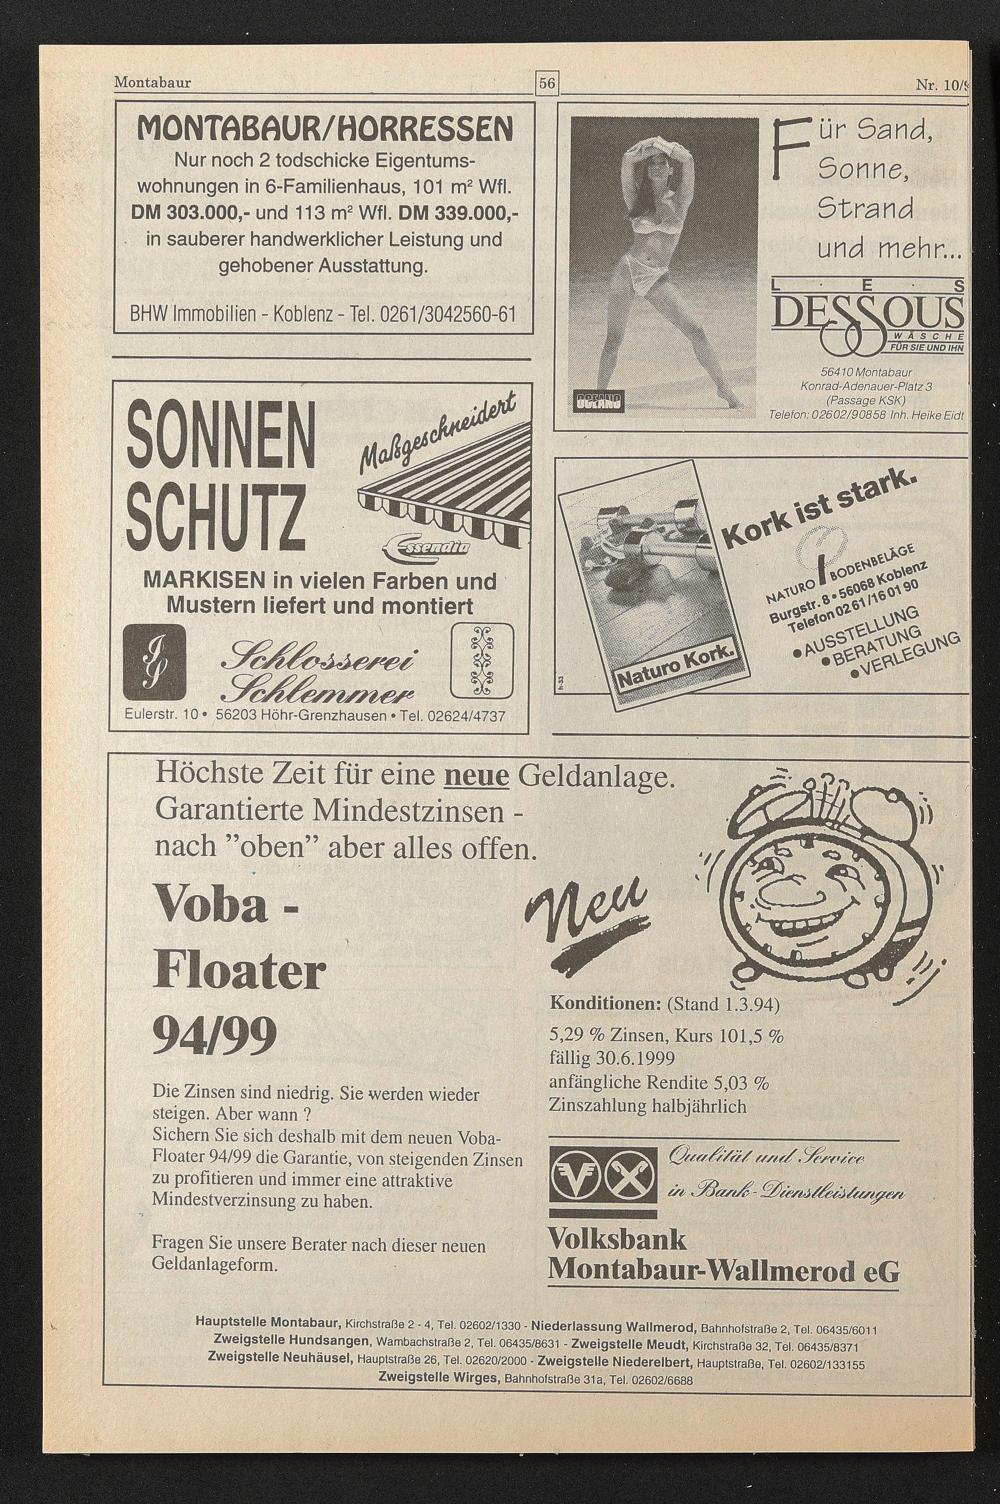 Montabaur
56
Nr. 10/
MONTABAUR/HORRESSEN
Nur noch 2 todschicke Eigentums-
wohnungen in 6-Familienhaus, 101 m² Wfl.
DM 303.000,- und 113 m² Wfl. DM 339.000,-
in sauberer handwerklicher Leistung und
gehobener Ausstattung.
BHW Immobilien - Koblenz - Tel. 0261/3042560-61
Für Sand,
Sonne,
Strand
und mehr...
OCEANO
L · E · S
DESSOUS
WÄSCHE
FÜR SIE UND IHN
56410 Montabaur
Konrad-Adenauer-Platz 3
(Passage KSK)
Telefon: 02602/90858 Inh. Heike Eidt
SONNEN
SCHUTZ
Maßgeschneidert
Essendia
MARKISEN in vielen Farben und
Mustern liefert und montiert
Schlosserei
Schlemmer
Eulerstr. 10 • 56203 Höhr-Grenzhausen • Tel. 02624/4737
Kork ist stark.
NATURO BODENBELÄGE
Burgstr. 8 • 56068 Koblenz
Telefon 02 61 / 16 01 90
• AUSSTELLUNG
• BERATUNG
• VERLEGUNG
Naturo Kork.
h-33
Höchste Zeit für eine neue Geldanlage.
Garantierte Mindestzinsen -
nach ”oben” aber alles offen.
Voba -
Floater
94/99
Neu
Die Zinsen sind niedrig. Sie werden wieder
steigen. Aber wann ?
Sichern Sie sich deshalb mit dem neuen Voba-
Floater 94/99 die Garantie, von steigenden Zinsen
zu profitieren und immer eine attraktive
Mindestverzinsung zu haben.
Fragen Sie unsere Berater nach dieser neuen
Geldanlageform.
Konditionen: (Stand 1.3.94)
5,29 % Zinsen, Kurs 101,5 %
fällig 30.6.1999
anfängliche Rendite 5,03 %
Zinszahlung halbjährlich
Qualität und Service
in Bank-Dienstleistungen
Volksbank
Montabaur-Wallmerod eG
Hauptstelle Montabaur, Kirchstraße 2 - 4, Tel. 02602/1330 - Niederlassung Wallmerod, Bahnhofstraße 2, Tel. 06435/6011
Zweigstelle Hundsangen, Wambachstraße 2, Tel. 06435/8631 - Zweigstelle Meudt, Kirchstraße 32, Tel. 06435/8371
Zweigstelle Neuhäusel, Hauptstraße 26, Tel. 02620/2000 - Zweigstelle Niederelbert, Hauptstraße, Tel. 02602/133155
Zweigstelle Wirges, Bahnhofstraße 31a, Tel. 02602/6688